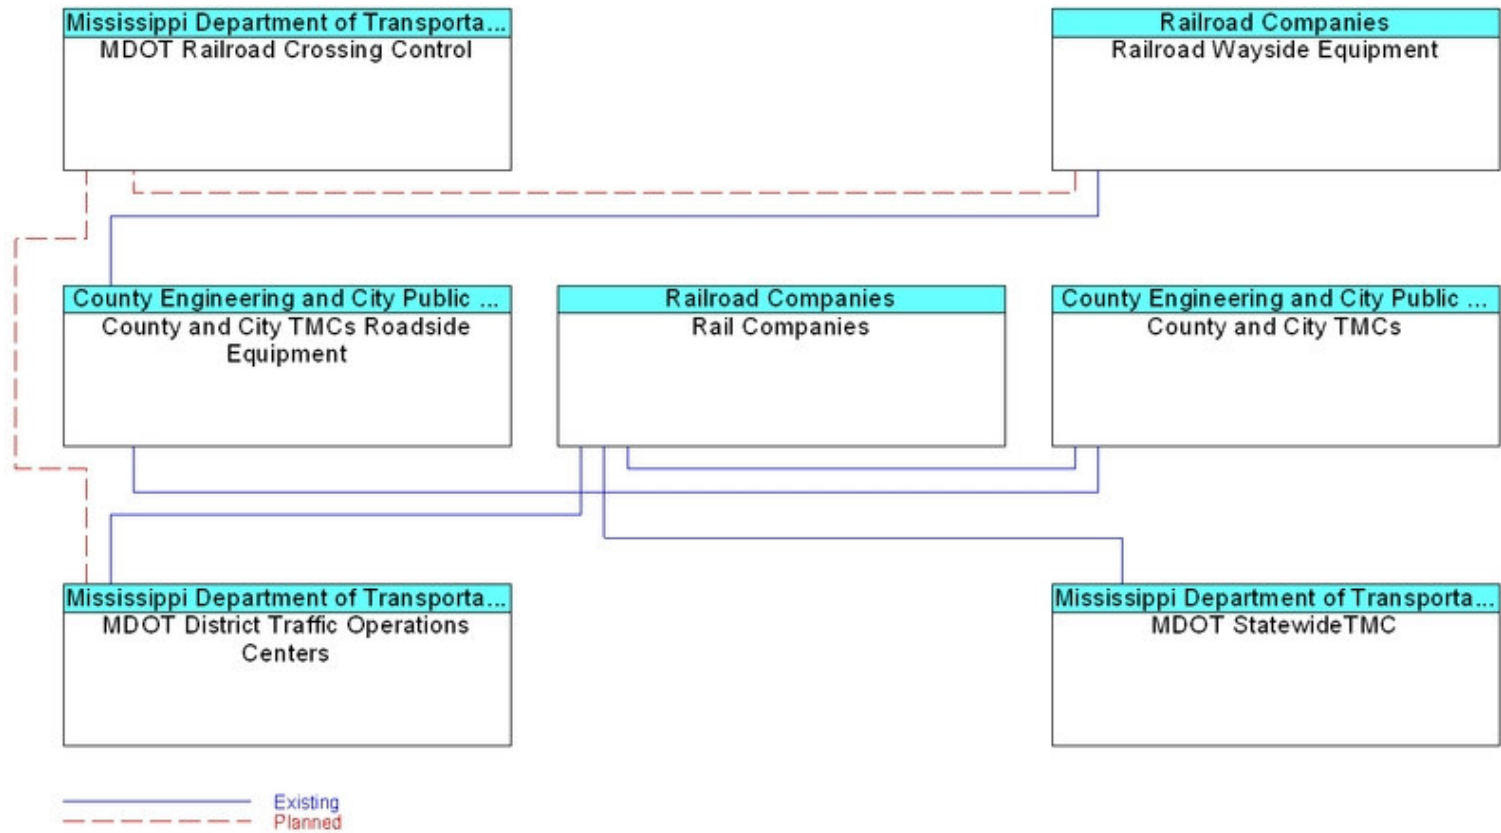 Mississippi Department of Transporta...
MDOT Railroad Crossing Control
Railroad Companies
Railroad Wayside Equipment
County Engineering and City Public ...
County and City TMCs Roadside
Equipment
Railroad Companies
Rail Companies
County Engineering and City Public ...
County and City TMCs
Mississippi Department of Transporta...
MDOT District Traffic Operations
Centers
Mississippi Department of Transporta...
MDOT StatewideTMC
Existing
Planned